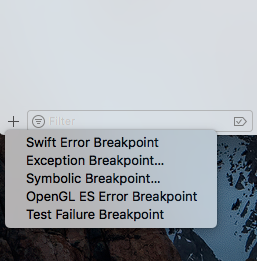 Filter
Swift Error Breakpoint
Exception Breakpoint...
Symbolic Breakpoint...
OpenGL ES Error Breakpoint
Test Failure Breakpoint